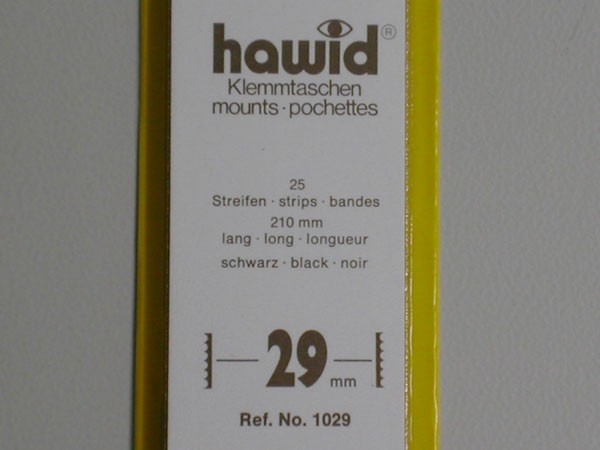 hawid®
Klemmtaschen
mounts · pochettes
25
Streifen · strips · bandes
210 mm
lang · long · longueur
schwarz · black · noir
29 mm
Ref. No. 1029